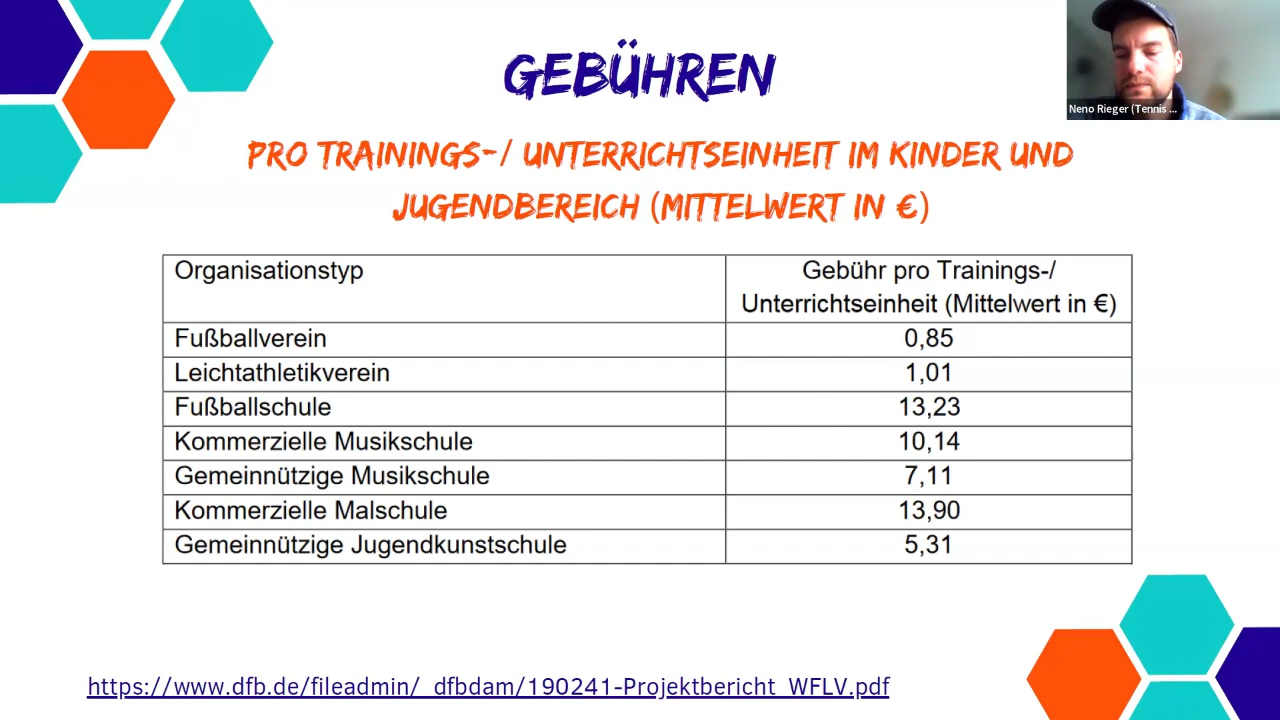 GEBÜHREN
PRO TRAININGS-/ UNTERRICHTSEINHEIT IM KINDER UND
JUGENDBEREICH (MITTELWERT IN €)
Neno Rieger (Tennis ...
Organisationstyp
Gebühr pro Trainings-/
Unterrichtseinheit (Mittelwert in €)
Fußballverein 0,85
Leichtathletikverein 1,01
Fußballschule 13,23
Kommerzielle Musikschule 10,14
Gemeinnützige Musikschule 7,11
Kommerzielle Malschule 13,90
Gemeinnützige Jugendkunstschule 5,31
https://www.dfb.de/fileadmin/_dfbdam/190241-Projektbericht_WFLV.pdf